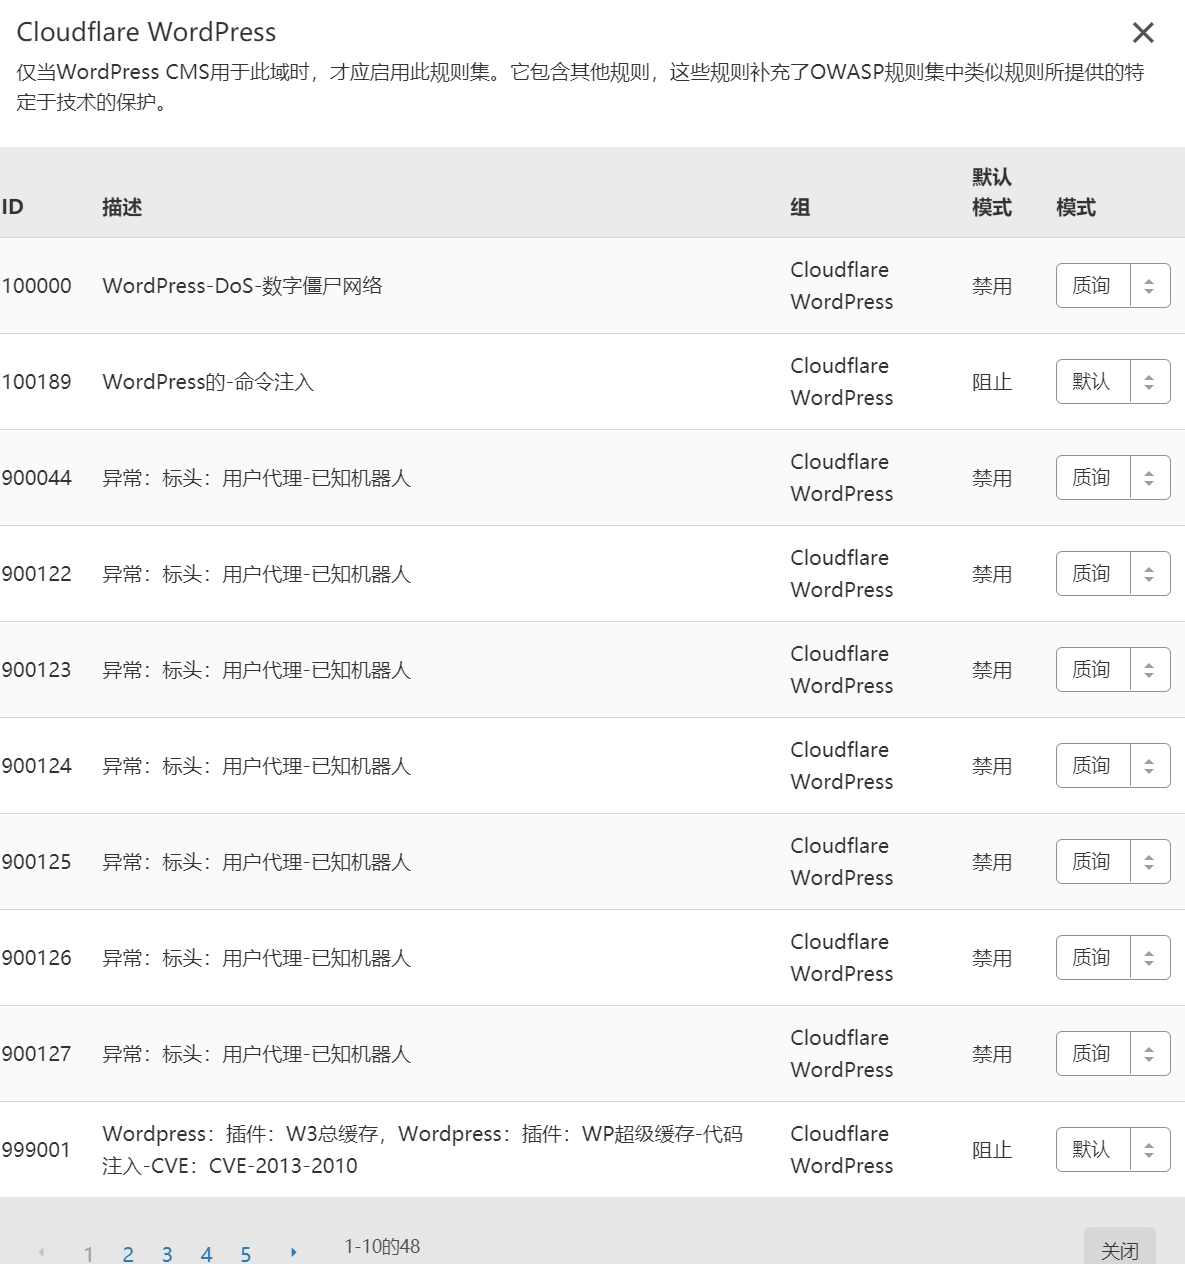 Cloudflare WordPress
仅当WordPress CMS用于此域时，才应启用此规则集。它包含其他规则，这些规则补充了OWASP规则集中类似规则所提供的特
定于技术的保护。
ID 描述 组 默认模式 模式
100000 WordPress-DoS-数字僵尸网络 Cloudflare WordPress 禁用 质询
100189 WordPress的-命令注入 Cloudflare WordPress 阻止 默认
900044 异常：标头：用户代理-已知机器人 Cloudflare WordPress 禁用 质询
900122 异常：标头：用户代理-已知机器人 Cloudflare WordPress 禁用 质询
900123 异常：标头：用户代理-已知机器人 Cloudflare WordPress 禁用 质询
900124 异常：标头：用户代理-已知机器人 Cloudflare WordPress 禁用 质询
900125 异常：标头：用户代理-已知机器人 Cloudflare WordPress 禁用 质询
900126 异常：标头：用户代理-已知机器人 Cloudflare WordPress 禁用 质询
900127 异常：标头：用户代理-已知机器人 Cloudflare WordPress 禁用 质询
999001 Wordpress：插件：W3总缓存，Wordpress：插件：WP超级缓存-代码
注入-CVE：CVE-2013-2010 Cloudflare WordPress 阻止 默认
1 2 3 4 5 1-10的48 关闭